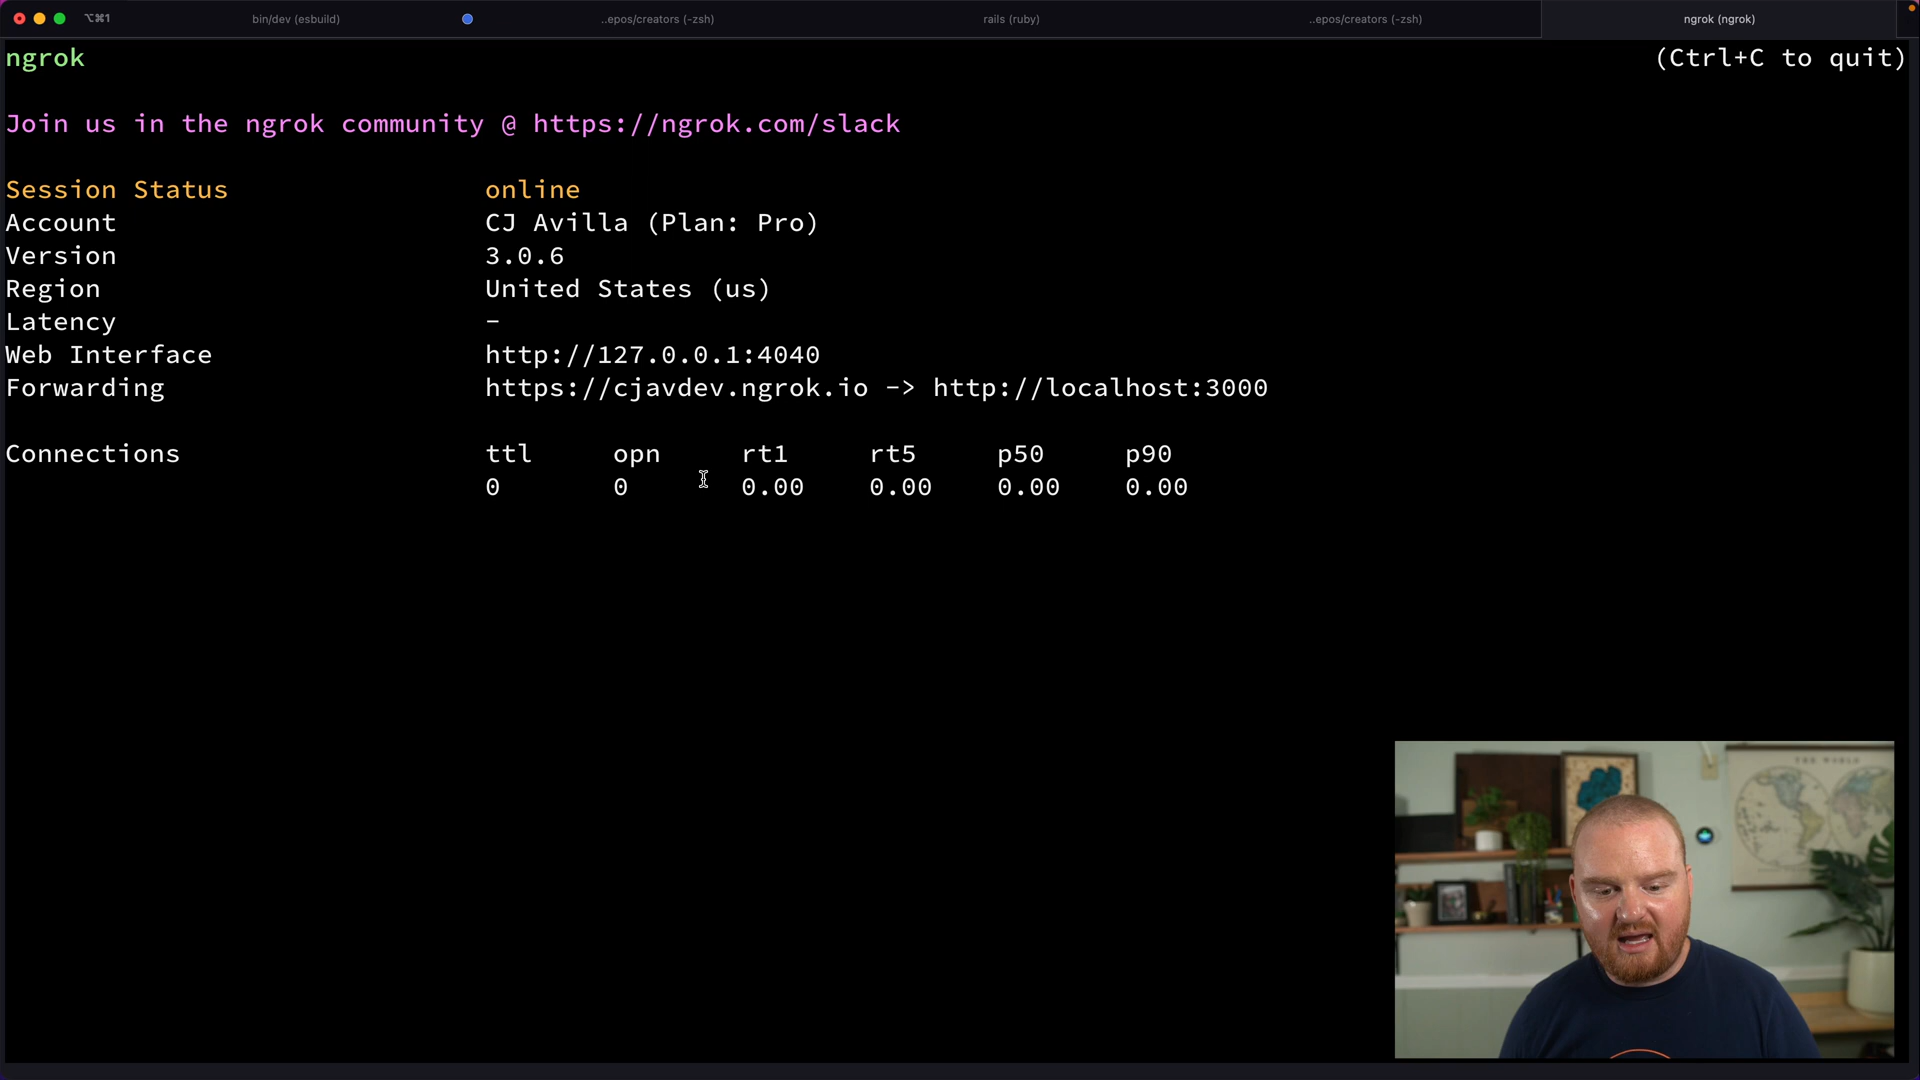 ⌥⌘1 bin/dev (esbuild) ..epos/creators (-zsh) rails (ruby) ..epos/creators (-zsh) ngrok (ngrok)
ngrok (Ctrl+C to quit)
Join us in the ngrok community @ https://ngrok.com/slack
Session Status online
Account CJ Avilla (Plan: Pro)
Version 3.0.6
Region United States (us)
Latency -
Web Interface http://127.0.0.1:4040
Forwarding https://cjavdev.ngrok.io -> http://localhost:3000
Connections ttl opn rt1 rt5 p50 p90
0 0 0.00 0.00 0.00 0.00
THE WORLD